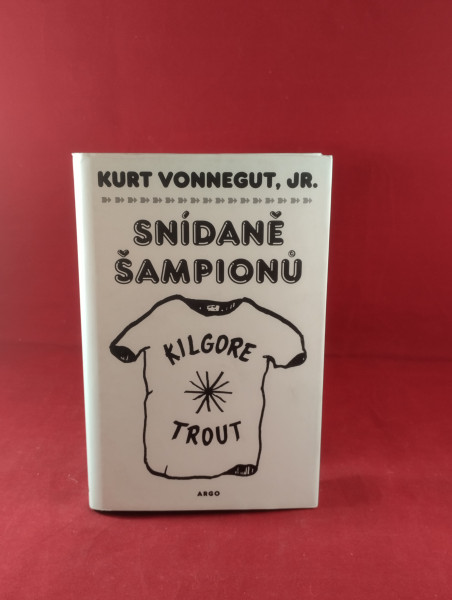 KURT VONNEGUT, JR.
SNÍDANĚ
ŠAMPIONŮ
KILGORE
TROUT
ARGO